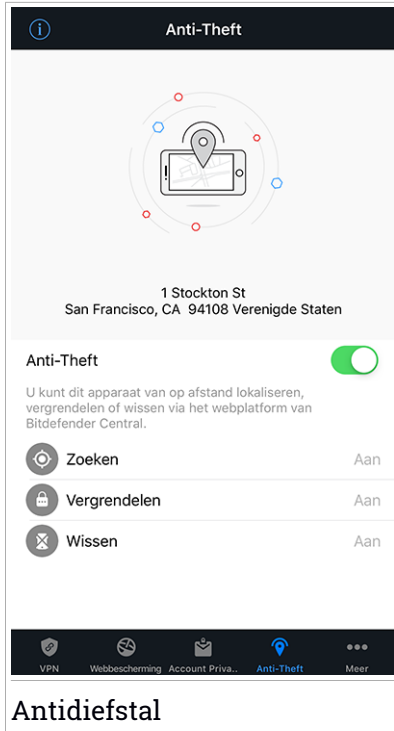 Anti-Theft
1 Stockton St
San Francisco, CA 94108 Verenigde Staten
Anti-Theft
U kunt dit apparaat van op afstand lokaliseren,
vergrendelen of wissen via het webplatform van
Bitdefender Central.
Zoeken Aan
Vergrendelen Aan
Wissen Aan
VPN Webbescherming Account Priva.. Anti-Theft Meer
Antidiefstal